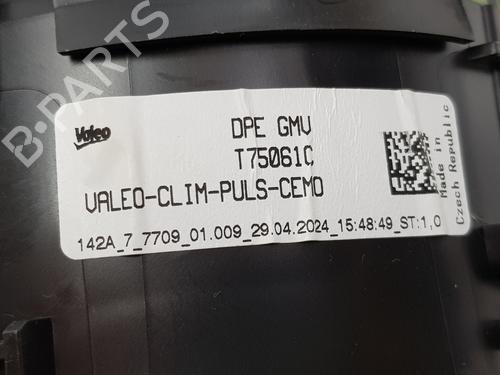 B-PARTS
Valeo
DPE GMV
T75061C
VALEO-CLIM-PULS-CEMO
Made in
Czech Republic
142A_7_7709_01.009_29.04.2024_15:48:49_ST:1,0